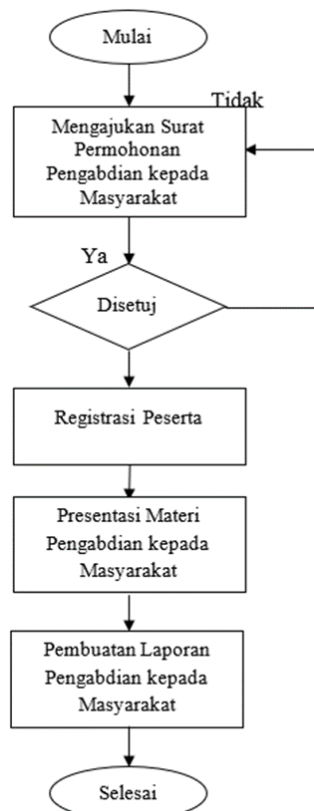 Mulai
Tidak
Mengajukan Surat
Permohonan
Pengabdian kepada
Masyarakat
Ya
Disetuj
Registrasi Peserta
Presentasi Materi
Pengabdian kepada
Masyarakat
Pembuatan Laporan
Pengabdian kepada
Masyarakat
Selesai